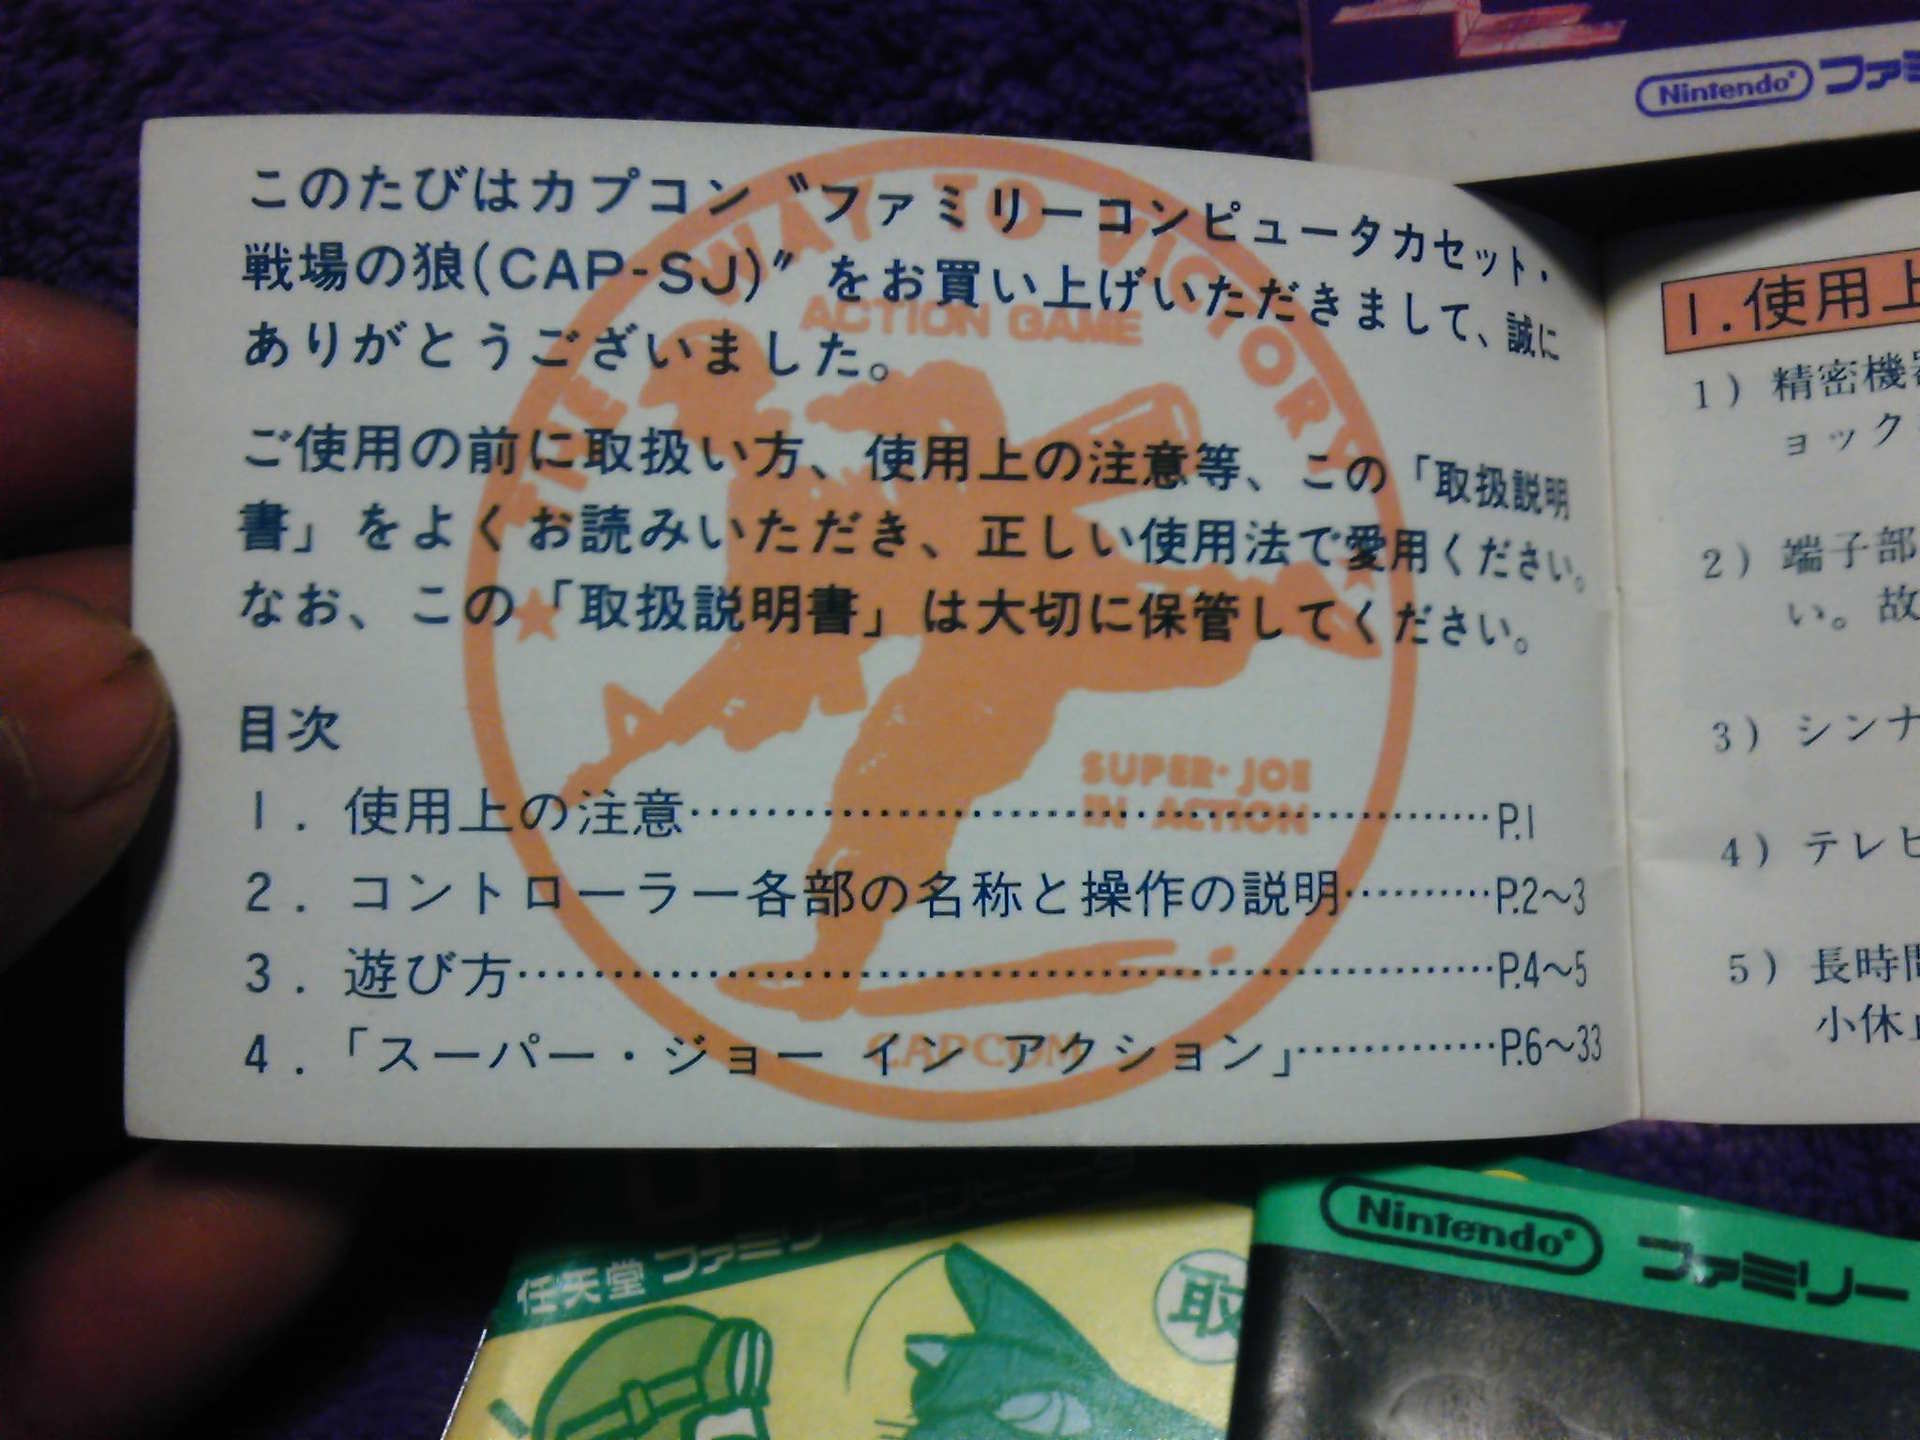 このたびはカプコン〝ファミリーコンピュータカセット・
戦場の狼(CAP-SJ)〞をお買い上げいただきまして、誠に
ありがとうございました。
ご使用の前に取扱い方、使用上の注意等、この「取扱説明
書」をよくお読みいただき、正しい使用法で愛用ください。
なお、この「取扱説明書」は大切に保管してください。
目次
1. 使用上の注意……………………………………P.1
2. コントローラー各部の名称と操作の説明…………P.2〜3
3. 遊び方……………………………………………P.4〜5
4. 「スーパー・ジョー イン アクション」……………P.6〜33
THE WAY TO VICTORY
ACTION GAME
SUPER・JOE
IN ACTION
CAPCOM
1.使用上
1) 精密機
ョック
2) 端子部
い。故
3) シンナ
4) テレビ
5) 長時間
小休
Nintendo ファミ
任天堂 ファミリーコンピュータ
取
Nintendo ファミリー